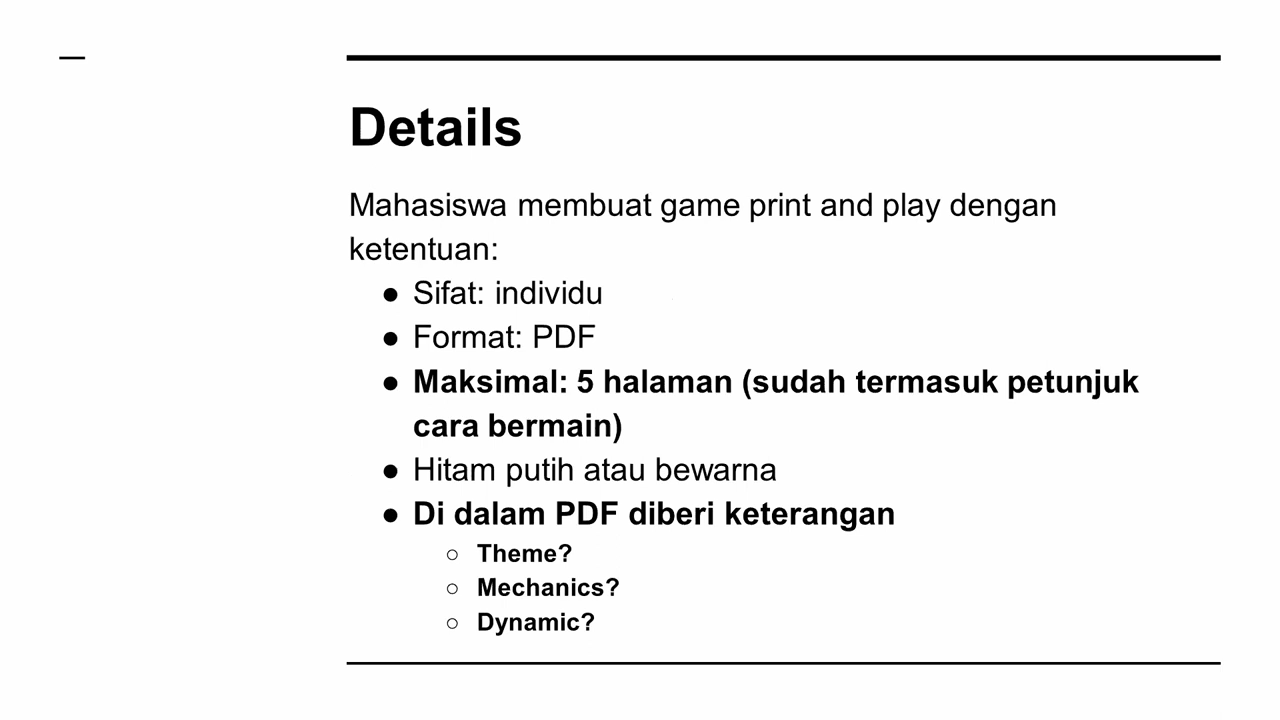 Details
Mahasiswa membuat game print and play dengan
ketentuan:
● Sifat: individu
● Format: PDF
● Maksimal: 5 halaman (sudah termasuk petunjuk
cara bermain)
● Hitam putih atau bewarna
● Di dalam PDF diberi keterangan
○ Theme?
○ Mechanics?
○ Dynamic?